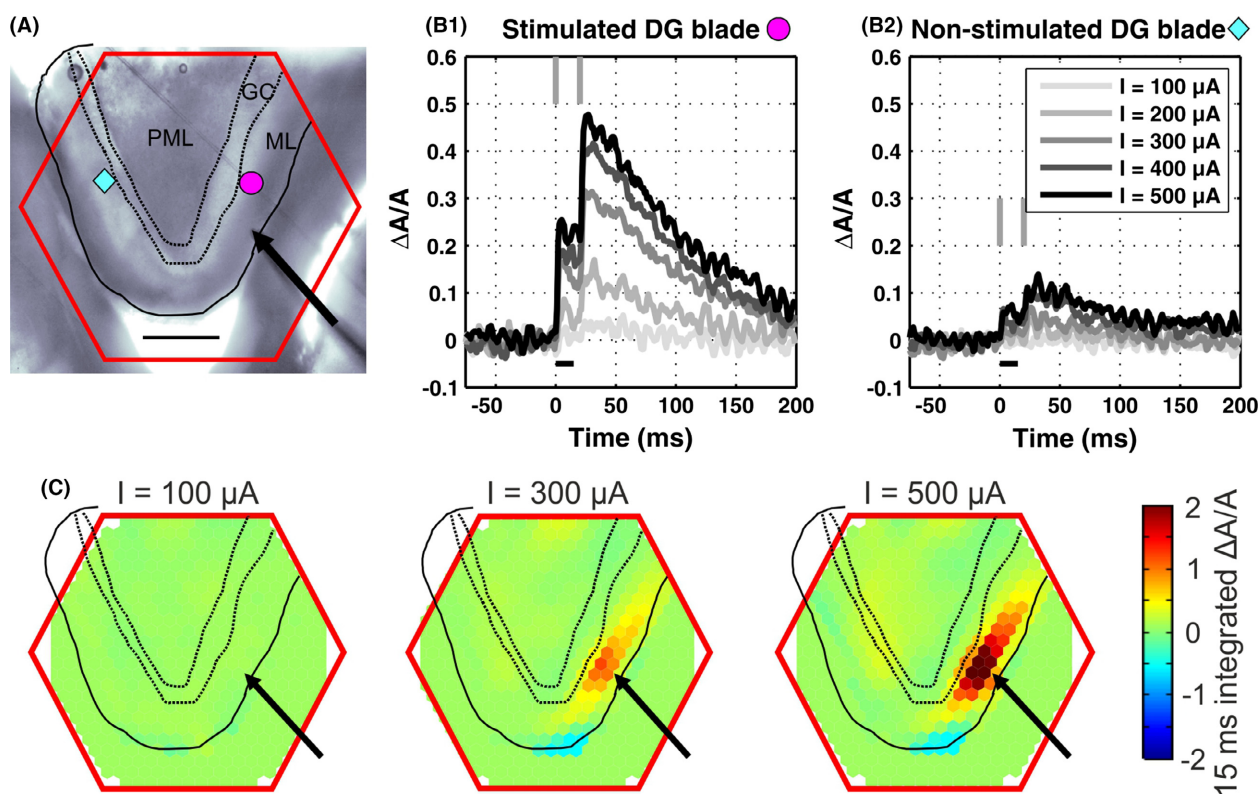 (A)
PML
GC
ML
(B1) Stimulated DG blade
ΔA/A
0.6
0.5
0.4
0.3
0.2
0.1
0
-0.1
-50 0 50 100 150 200
Time (ms)
(B2) Non-stimulated DG blade
I = 100 µA
I = 200 µA
I = 300 µA
I = 400 µA
I = 500 µA
ΔA/A
0.6
0.5
0.4
0.3
0.2
0.1
0
-0.1
-50 0 50 100 150 200
Time (ms)
(C)
I = 100 µA
I = 300 µA
I = 500 µA
2
1
0
-1
-2
15 ms integrated ΔA/A